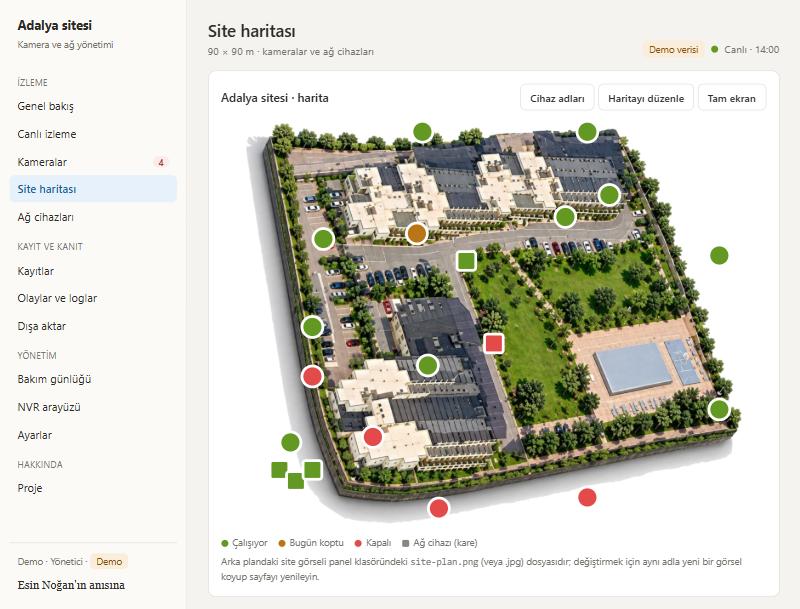 Adalya sitesi
Kamera ve ağ yönetimi
İZLEME
Genel bakış
Canlı izleme
Kameralar 4
Site haritası
Ağ cihazları
KAYIT VE KANIT
Kayıtlar
Olaylar ve loglar
Dışa aktar
YÖNETİM
Bakım günlüğü
NVR arayüzü
Ayarlar
HAKKINDA
Proje
Demo · Yönetici · Demo
Esin Noğan'ın anısına
Site haritası
90 × 90 m · kameralar ve ağ cihazları
Demo verisi Canlı · 14:00
Adalya sitesi · harita
Cihaz adları Haritayı düzenle Tam ekran
Çalışıyor Bugün koptu Kapalı Ağ cihazı (kare)
Arka plandaki site görseli panel klasöründeki site-plan.png (veya .jpg) dosyasıdır; değiştirmek için aynı adla yeni bir görsel
koyup sayfayı yenileyin.